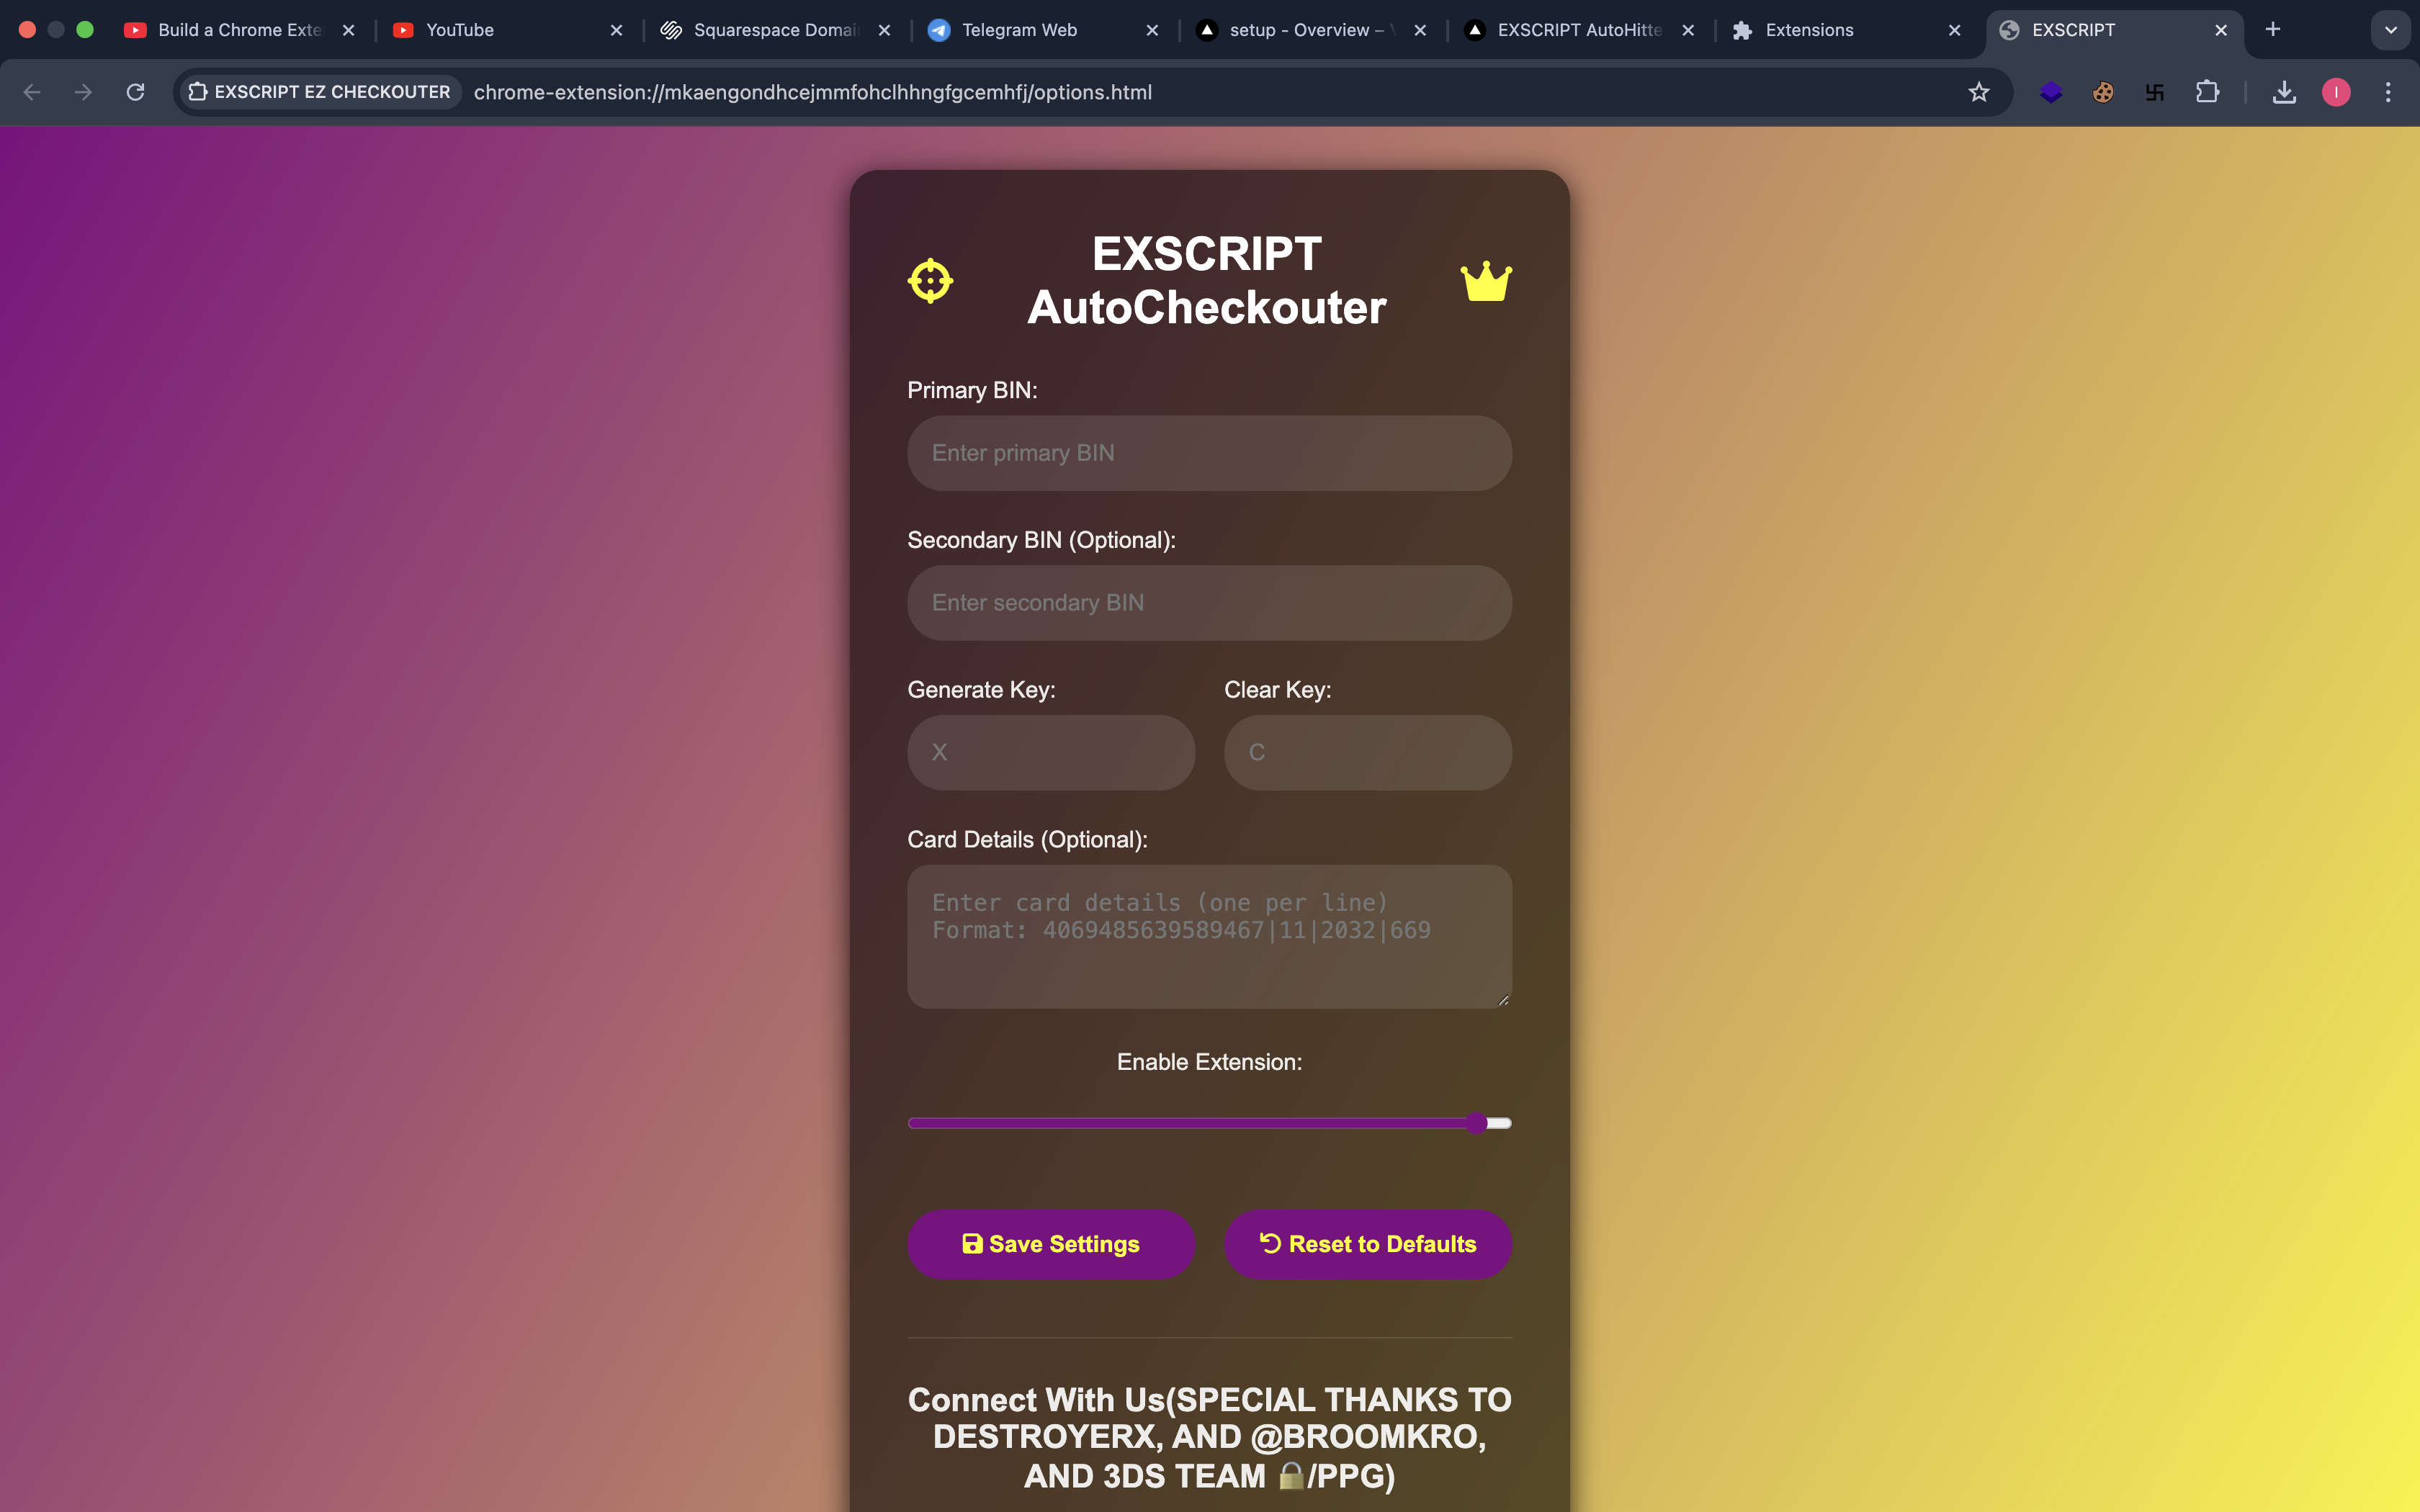 Build a Chrome Exte
YouTube
Squarespace Domai
Telegram Web
setup - Overview –
EXSCRIPT AutoHitte
Extensions
EXSCRIPT
EXSCRIPT EZ CHECKOUTER
chrome-extension://mkaengondhcejmmfohclhhngfgcemhfj/options.html
I
EXSCRIPT
AutoCheckouter
Primary BIN:
Enter primary BIN
Secondary BIN (Optional):
Enter secondary BIN
Generate Key:
Clear Key:
X
C
Card Details (Optional):
Enter card details (one per line)
Format: 4069485639589467|11|2032|669
Enable Extension:
Save Settings
Reset to Defaults
Connect With Us(SPECIAL THANKS TO
DESTROYERX, AND @BROOMKRO,
AND 3DS TEAM 🔒/PPG)